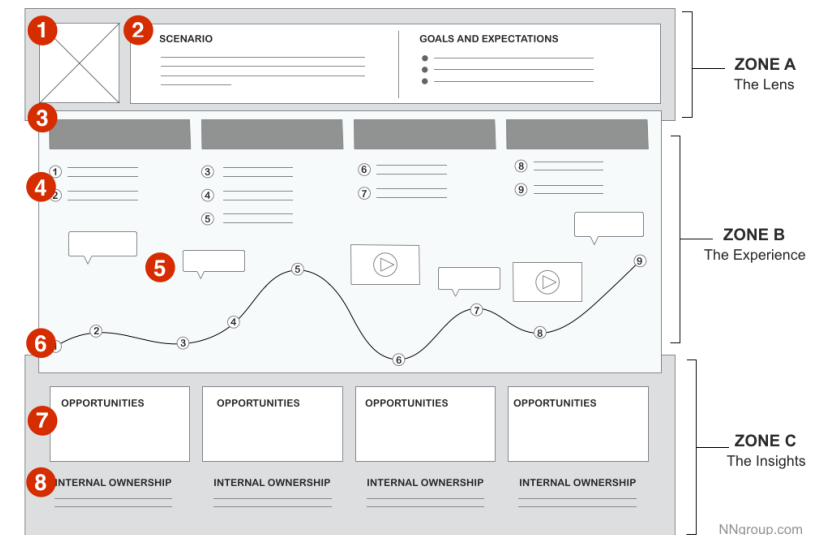 1
2
SCENARIO
GOALS AND EXPECTATIONS
ZONE A
The Lens
3
1
3
6
8
4
2
4
7
9
5
ZONE B
The Experience
5
9
5
7
4
2
8
6
1
3
6
OPPORTUNITIES
OPPORTUNITIES
OPPORTUNITIES
OPPORTUNITIES
7
ZONE C
The Insights
8
INTERNAL OWNERSHIP
INTERNAL OWNERSHIP
INTERNAL OWNERSHIP
INTERNAL OWNERSHIP
NNgroup.com